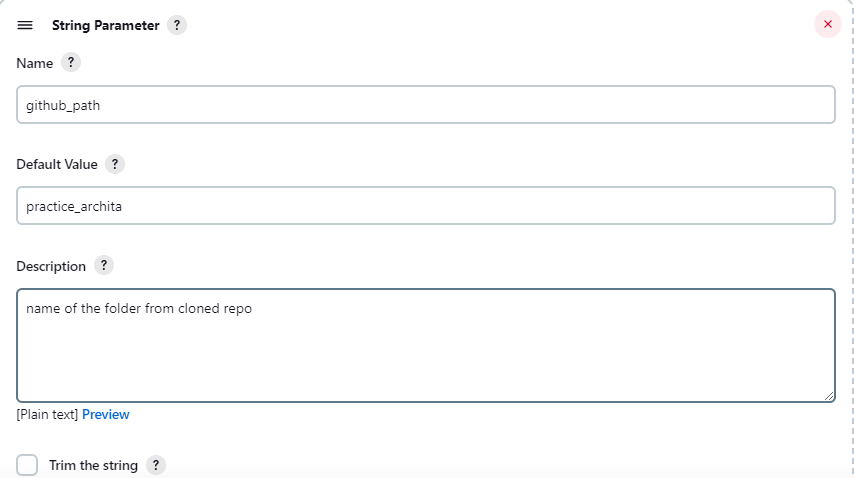 String Parameter ?
Name ?
github_path
Default Value ?
practice_archita
Description ?
name of the folder from cloned repo
[Plain text] Preview
Trim the string ?